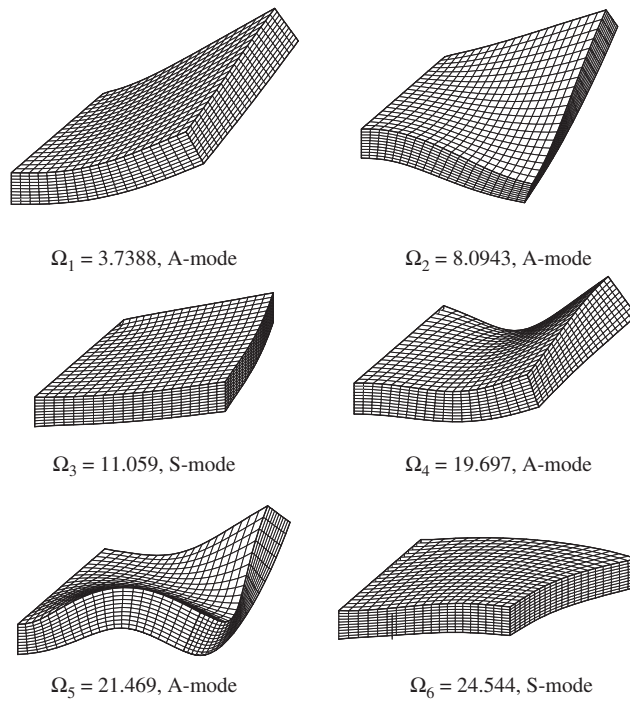 Ω₁ = 3.7388, A-mode
Ω₂ = 8.0943, A-mode
Ω₃ = 11.059, S-mode
Ω₄ = 19.697, A-mode
Ω₅ = 21.469, A-mode
Ω₆ = 24.544, S-mode